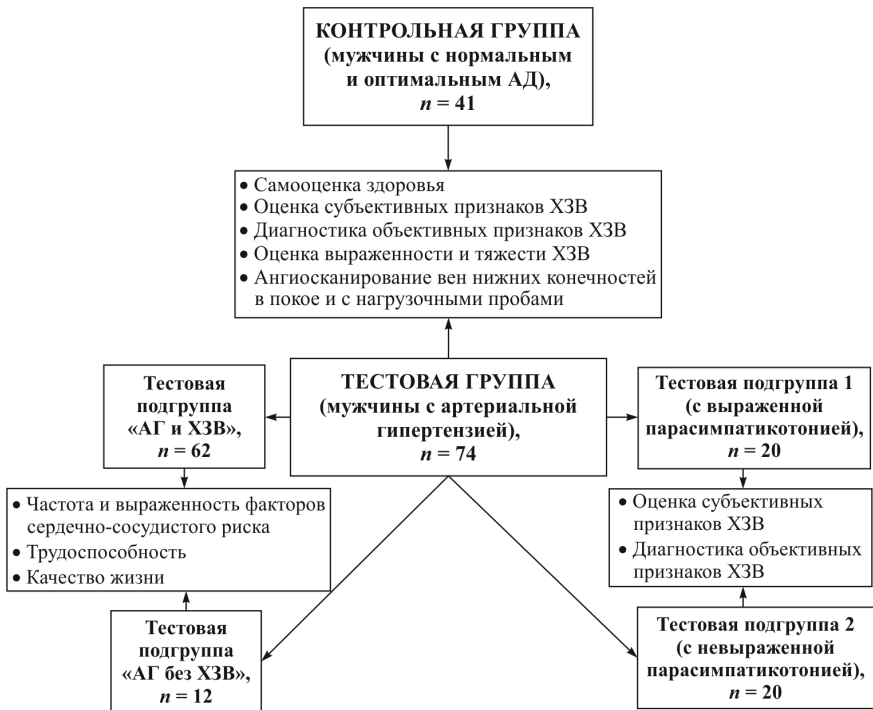 КОНТРОЛЬНАЯ ГРУППА
(мужчины с нормальным
и оптимальным АД),
n = 41
• Самооценка здоровья
• Оценка субъективных признаков ХЗВ
• Диагностика объективных признаков ХЗВ
• Оценка выраженности и тяжести ХЗВ
• Ангиосканирование вен нижних конечностей
в покое и с нагрузочными пробами
Тестовая
подгруппа
«АГ и ХЗВ»,
n = 62
ТЕСТОВАЯ ГРУППА
(мужчины с артериальной
гипертензией),
n = 74
Тестовая подгруппа 1
(с выраженной
парасимпатикотонией),
n = 20
• Частота и выраженность факторов
сердечно-сосудистого риска
• Трудоспособность
• Качество жизни
• Оценка субъективных
признаков ХЗВ
• Диагностика объективных
признаков ХЗВ
Тестовая
подгруппа
«АГ без ХЗВ»,
n = 12
Тестовая подгруппа 2
(с невыраженной
парасимпатикотонией),
n = 20